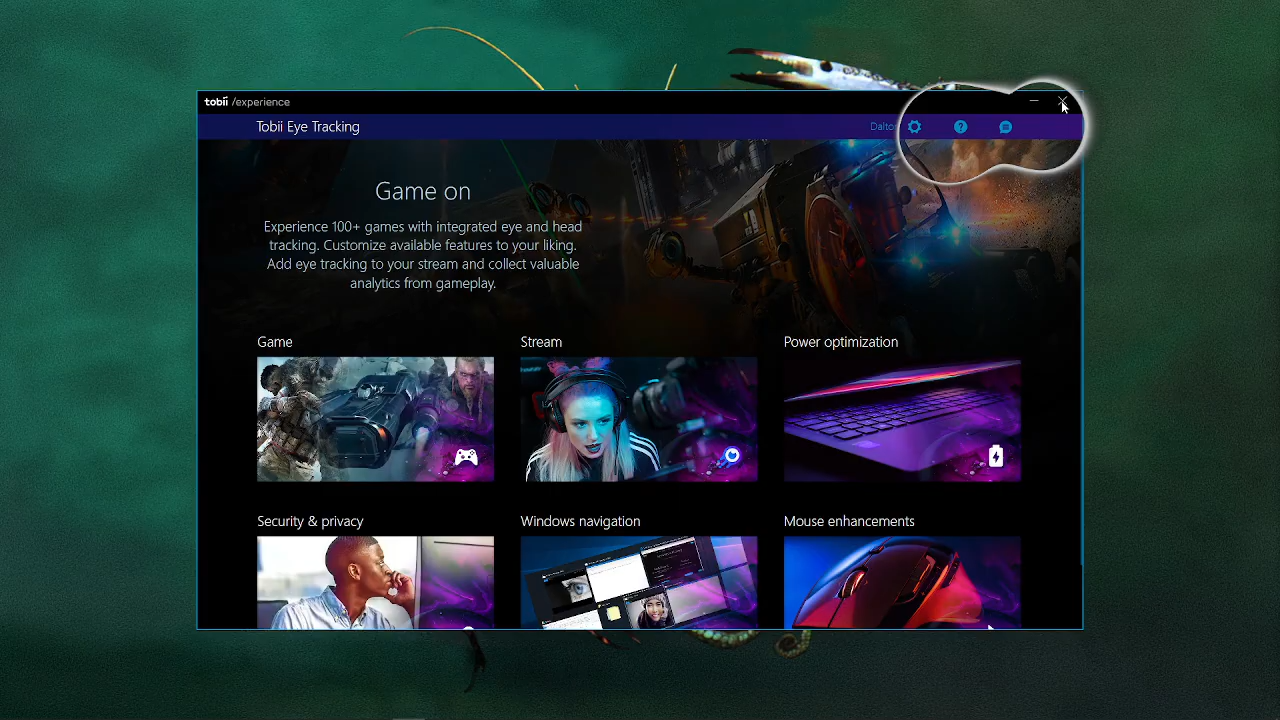 tobii /experience
Tobii Eye Tracking
Game on
Experience 100+ games with integrated eye and head
tracking. Customize available features to your liking.
Add eye tracking to your stream and collect valuable
analytics from gameplay.
Game
Stream
Power optimization
Security & privacy
Windows navigation
Mouse enhancements